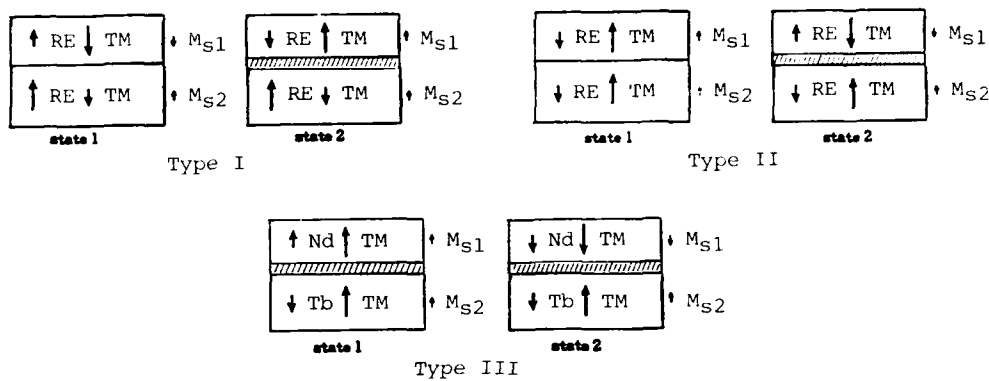 RE TM Ms1 RE TM Ms1
RE TM Ms2 RE TM Ms2
state 1 state 2
Type I
RE TM Ms1 RE TM Ms1
RE TM Ms2 RE TM Ms2
state 1 state 2
Type II
Nd TM Ms1 Nd TM Ms1
Tb TM Ms2 Tb TM Ms2
state 1 state 2
Type III